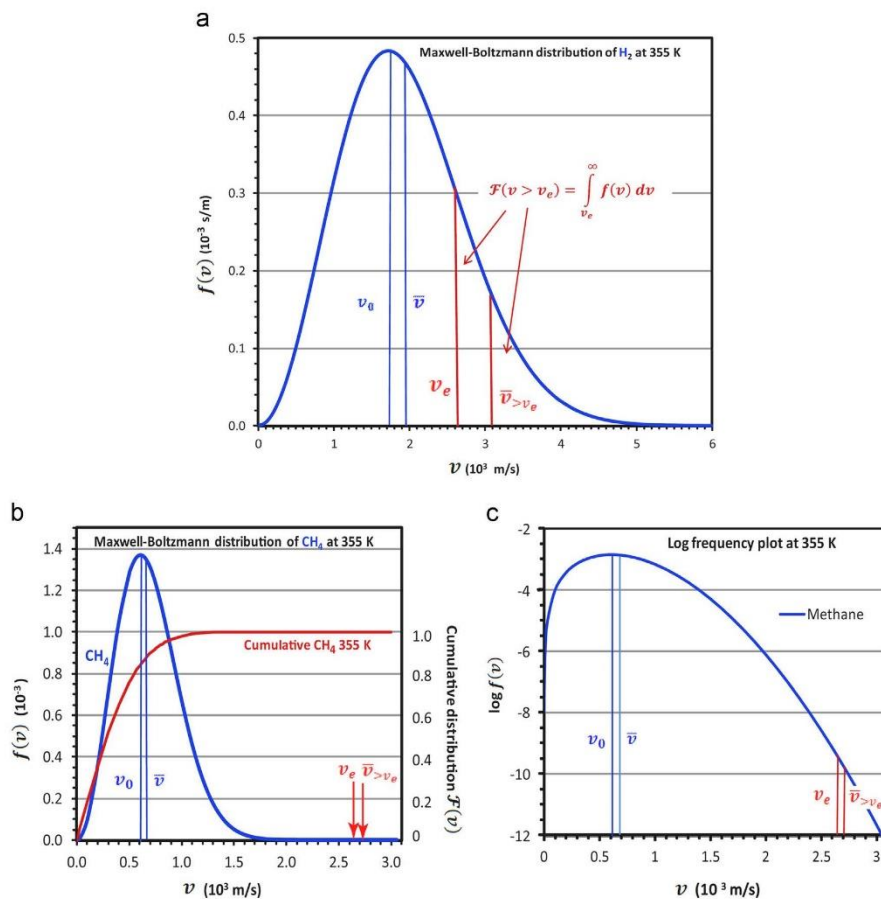 a
Maxwell-Boltzmann distribution of H₂ at 355 K
0.5
0.4
0.3
0.2
0.1
0.0
f(v) (10⁻³ s/m)
ℱ(v > vₑ) = ∫ f(v) dv
∞
vₑ
v₀
v̅
vₑ
v̅>vₑ
0
1
2
3
4
5
6
v (10³ m/s)
b
Maxwell-Boltzmann distribution of CH₄ at 355 K
1.4
1.2
1.0
0.8
0.6
0.4
0.2
0.0
f(v) (10⁻³)
CH₄
Cumulative CH₄ 355 K
v₀
v̅
vₑ
v̅>vₑ
1.0
0.8
0.6
0.4
0.2
0
Cumulative distribution ℱ(v)
0.0
0.5
1.0
1.5
2.0
2.5
3.0
v (10³ m/s)
c
Log frequency plot at 355 K
-2
-4
-6
-8
-10
-12
log f(v)
Methane
v₀
v̅
vₑ
v̅>vₑ
0
0.5
1
1.5
2
2.5
3
v (10³ m/s)